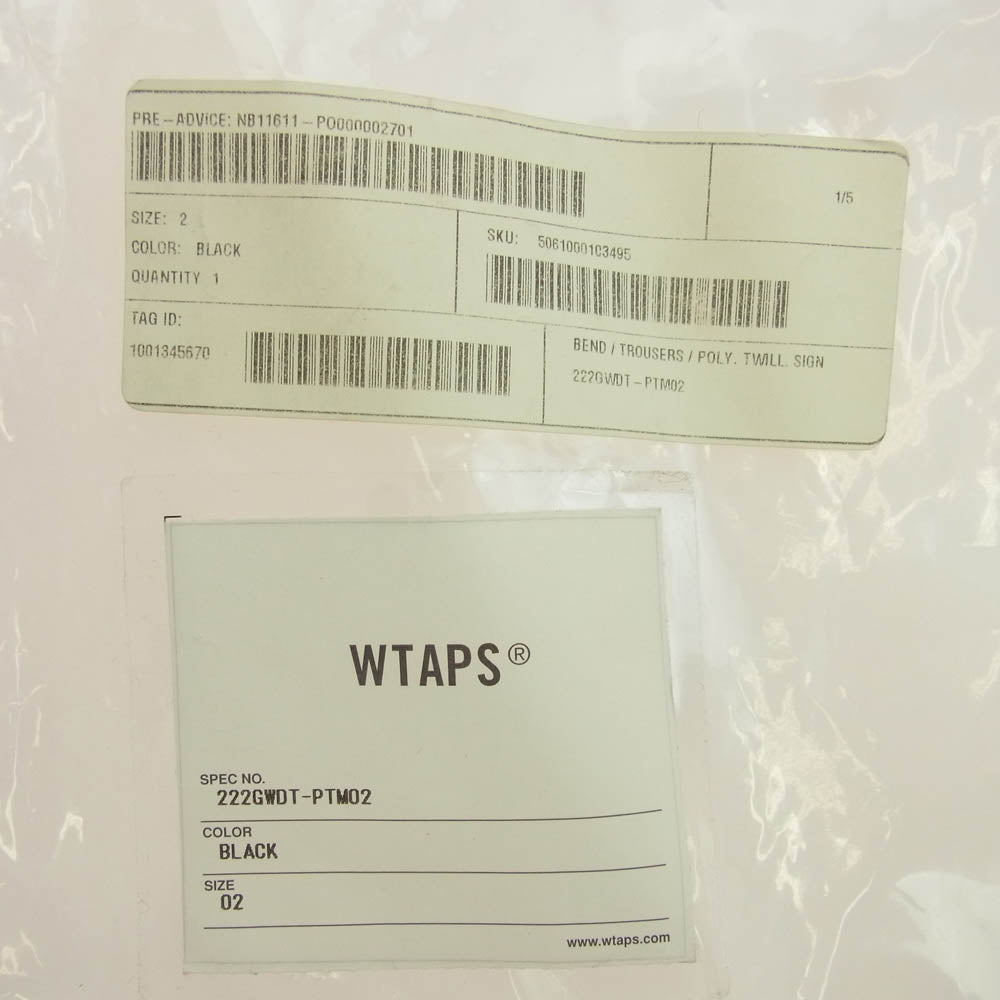 PRE-ADVICE: NB11611-PO000002701
1/5
SIZE: 2
COLOR: BLACK
QUANTITY 1
SKU: 5061000103495
TAG ID:
1001345670
BEND / TROUSERS / POLY. TWILL. SIGN
222GWDT-PTM02
WTAPS®
SPEC NO.
222GWDT-PTM02
COLOR
BLACK
SIZE
02
www.wtaps.com